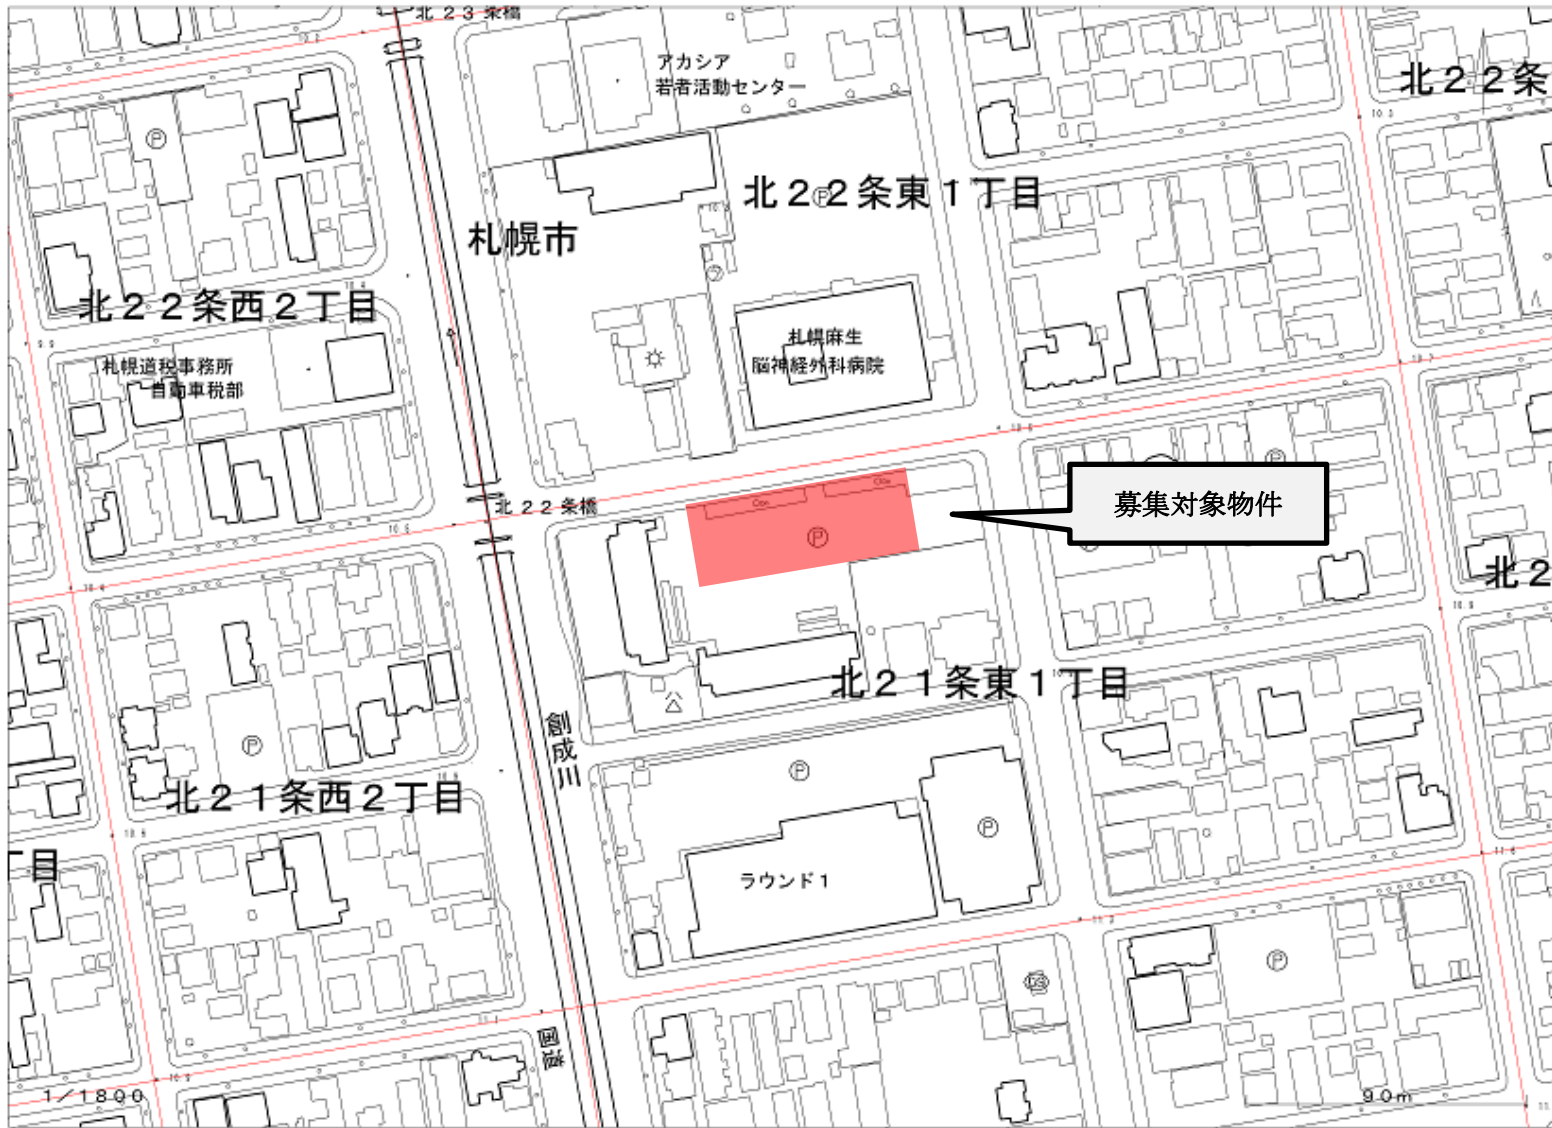 北２３条橋
アカシア
若者活動センター
北２２条
北２２条東１丁目
札幌市
北２２条西２丁目
札幌麻生
脳神経外科病院
札幌道税事務所
自動車税部
北２２条橋
募集対象物件
北２
北２１条東１丁目
創成川
北２１条西２丁目
丁目
ラウンド１
国道
１／１８００
９０ｍ